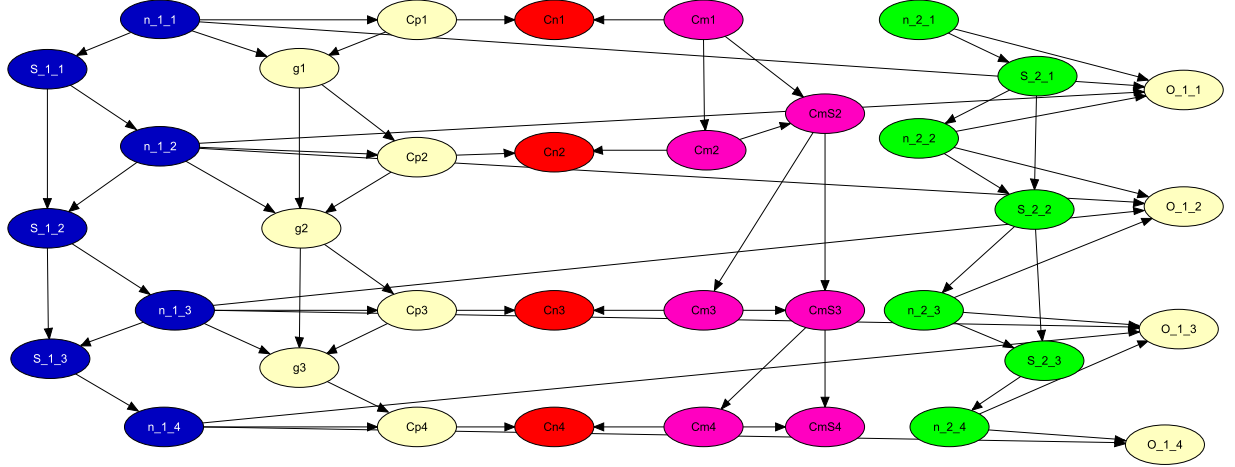 n_1_1
Cp1
Cn1
Cm1
n_2_1
S_1_1
g1
S_2_1
O_1_1
CmS2
n_1_2
Cp2
Cn2
Cm2
n_2_2
S_1_2
g2
S_2_2
O_1_2
n_1_3
Cp3
Cn3
Cm3
CmS3
n_2_3
O_1_3
S_1_3
g3
S_2_3
n_1_4
Cp4
Cn4
Cm4
CmS4
n_2_4
O_1_4